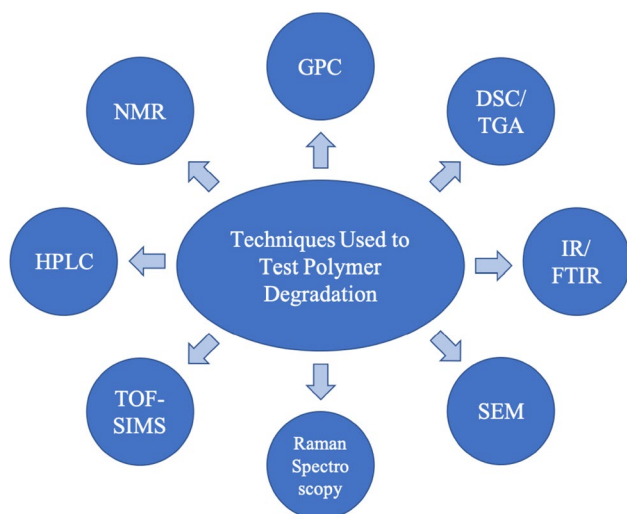 GPC
DSC/
TGA
NMR
Techniques Used to
Test Polymer
Degradation
HPLC
IR/
FTIR
TOF-
SIMS
SEM
Raman
Spectro
scopy